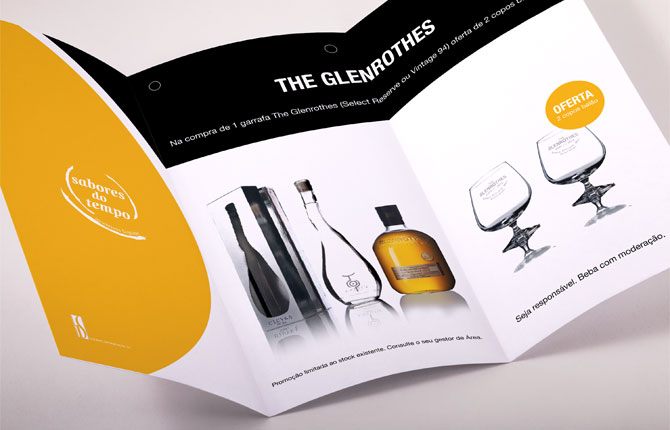 THE GLENROTHES
Na compra de 1 garrafa The Glenrothes (Select Reserve ou Vintage 94) oferta de 2 copos
OFERTA
2 copos balão
GLENROTHES
sabores
do
tempo
Promoção limitada ao stock existente. Consulte o seu gestor de Área.
Seja responsável. Beba com moderação.